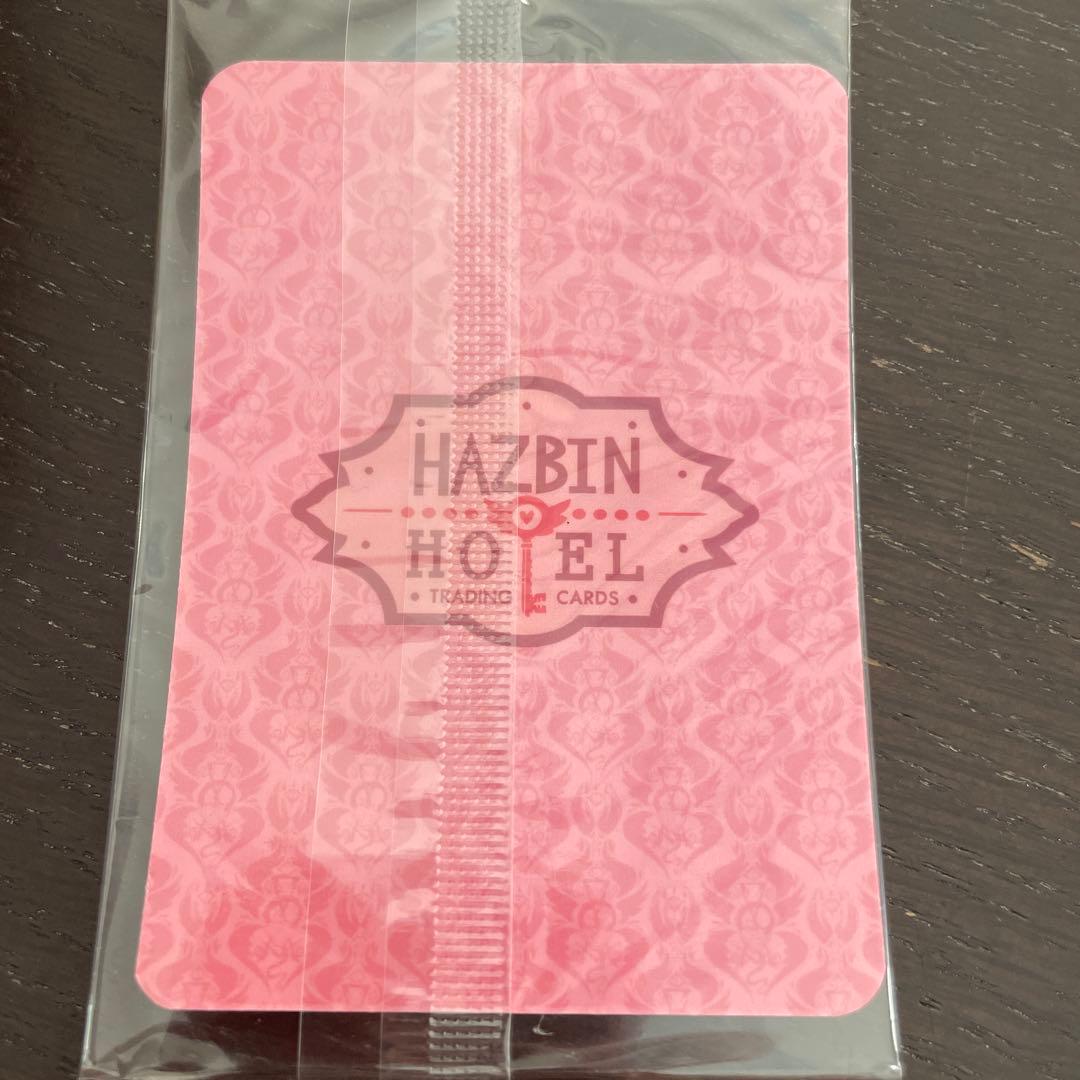 HAZBIN
HOTEL
• TRADING CARDS •